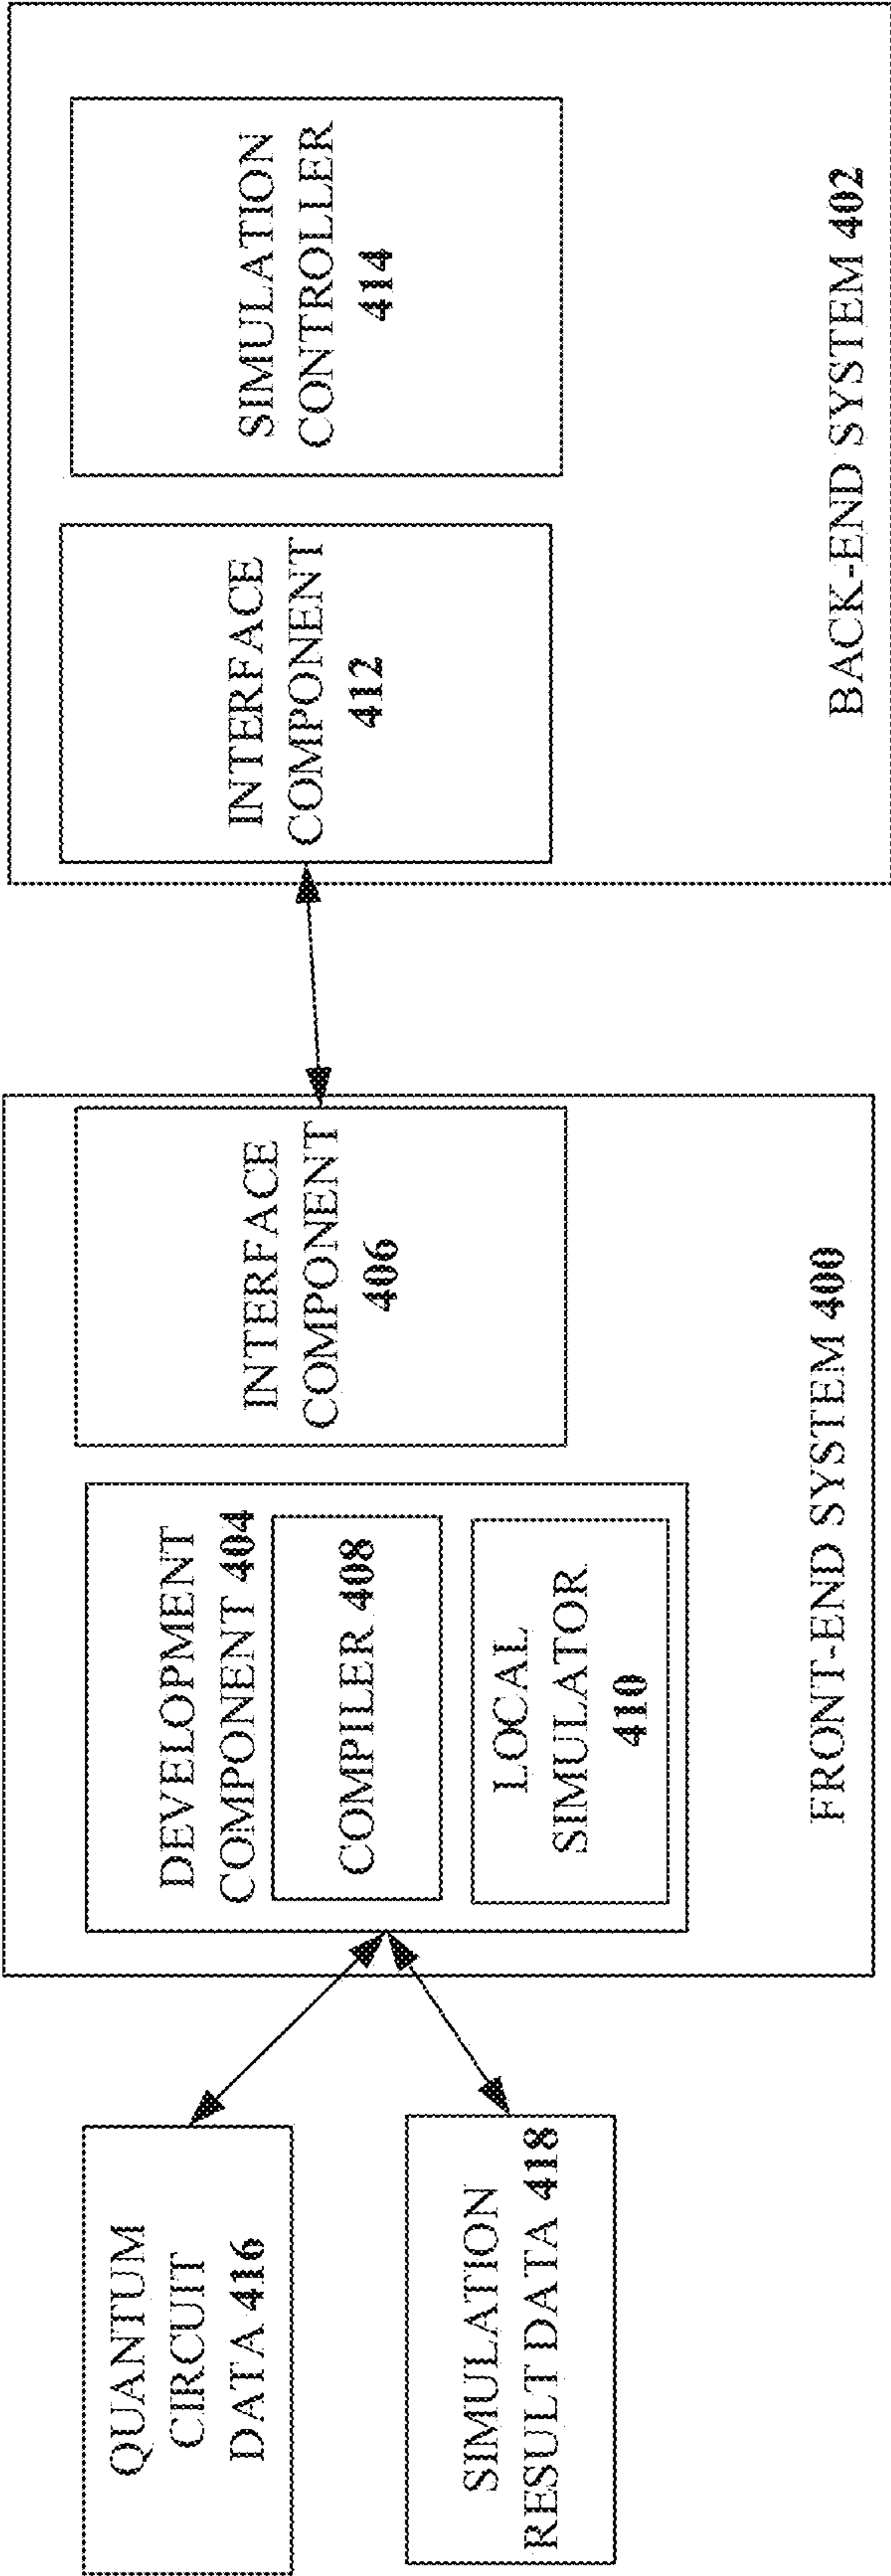 QUANTUM
CIRCUIT
DATA 416
SIMULATION
RESULT DATA 418
DEVELOPMENT
COMPONENT 404
COMPILER 408
LOCAL
SIMULATOR
410
INTERFACE
COMPONENT
406
FRONT-END SYSTEM 400
INTERFACE
COMPONENT
412
SIMULATION
CONTROLLER
414
BACK-END SYSTEM 402